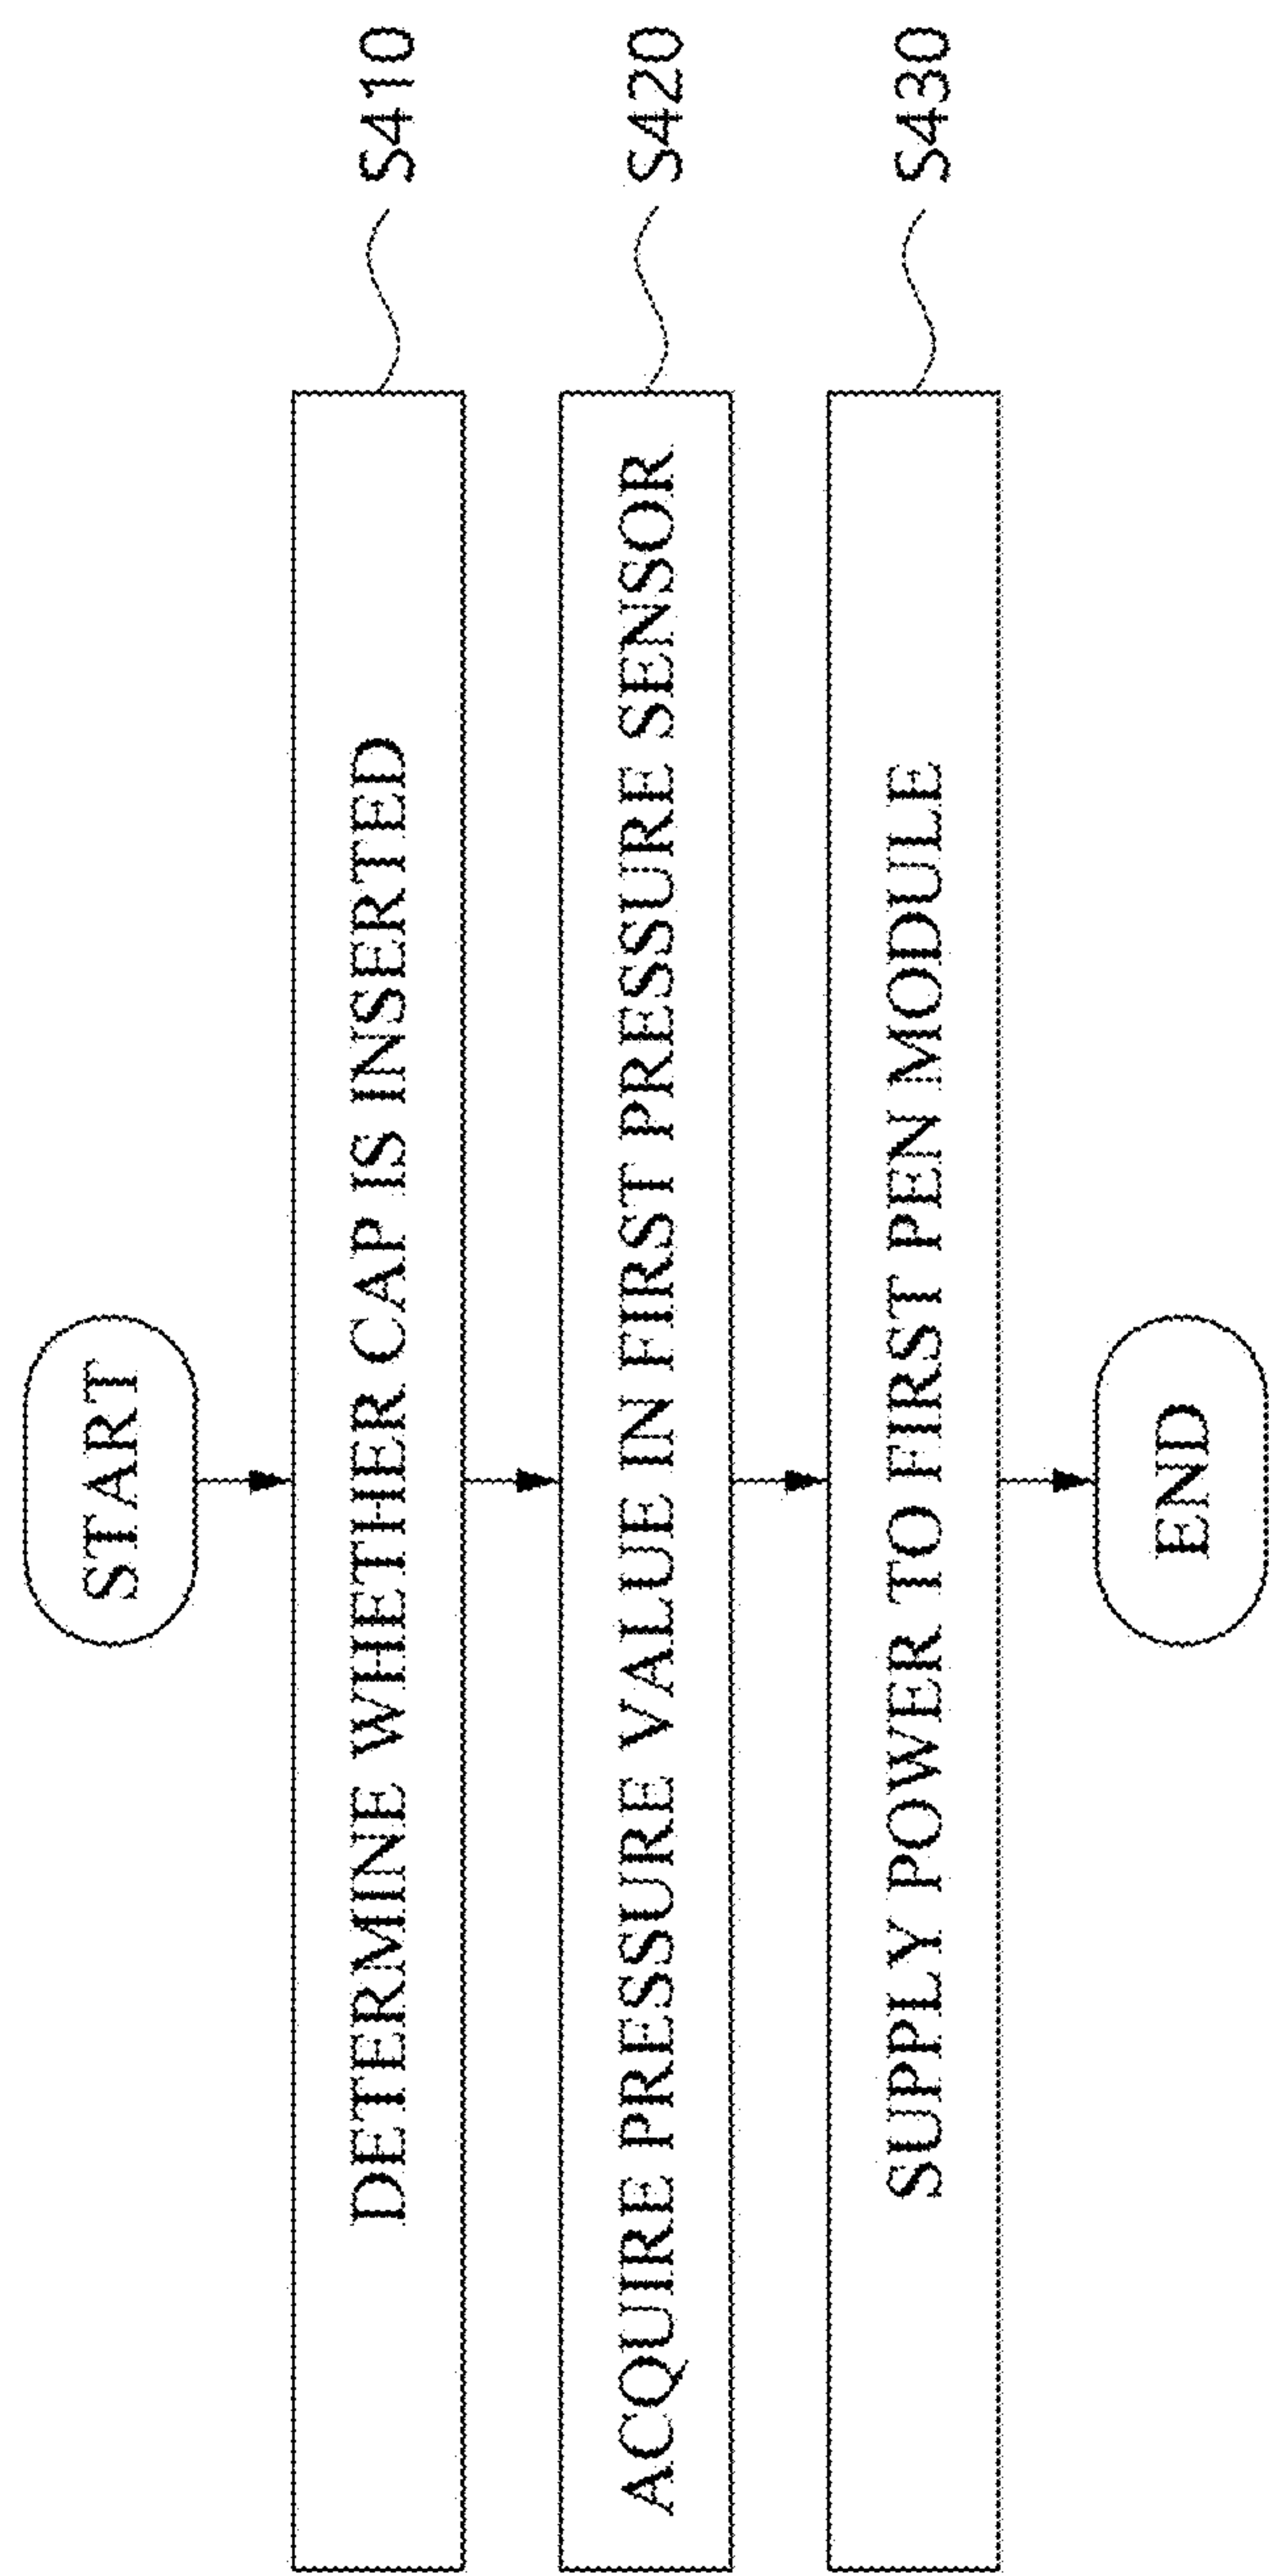 START
DETERMINE WHETHER CAP IS INSERTED
S410
ACQUIRE PRESSURE VALUE IN FIRST PRESSURE SENSOR
S420
SUPPLY POWER TO FIRST PEN MODULE
S430
END